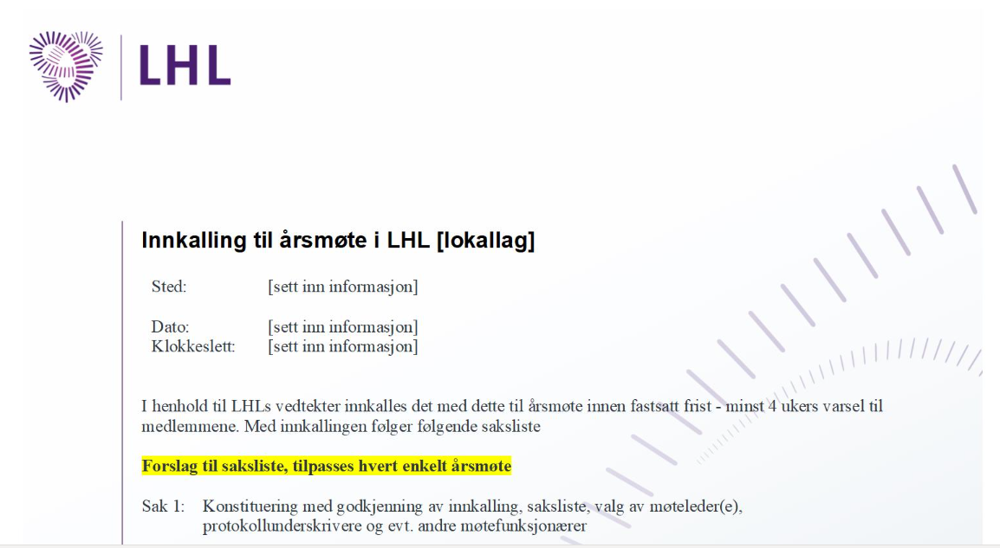 LHL
Innkalling til årsmøte i LHL [lokallag]
Sted: [sett inn informasjon]
Dato: [sett inn informasjon]
Klokkeslett: [sett inn informasjon]
I henhold til LHLs vedtekter innkalles det med dette til årsmøte innen fastsatt frist - minst 4 ukers varsel til
medlemmene. Med innkallingen følger følgende saksliste
Forslag til saksliste, tilpasses hvert enkelt årsmøte
Sak 1: Konstituering med godkjenning av innkalling, saksliste, valg av møteleder(e),
protokollunderskrivere og evt. andre møtefunksjonærer